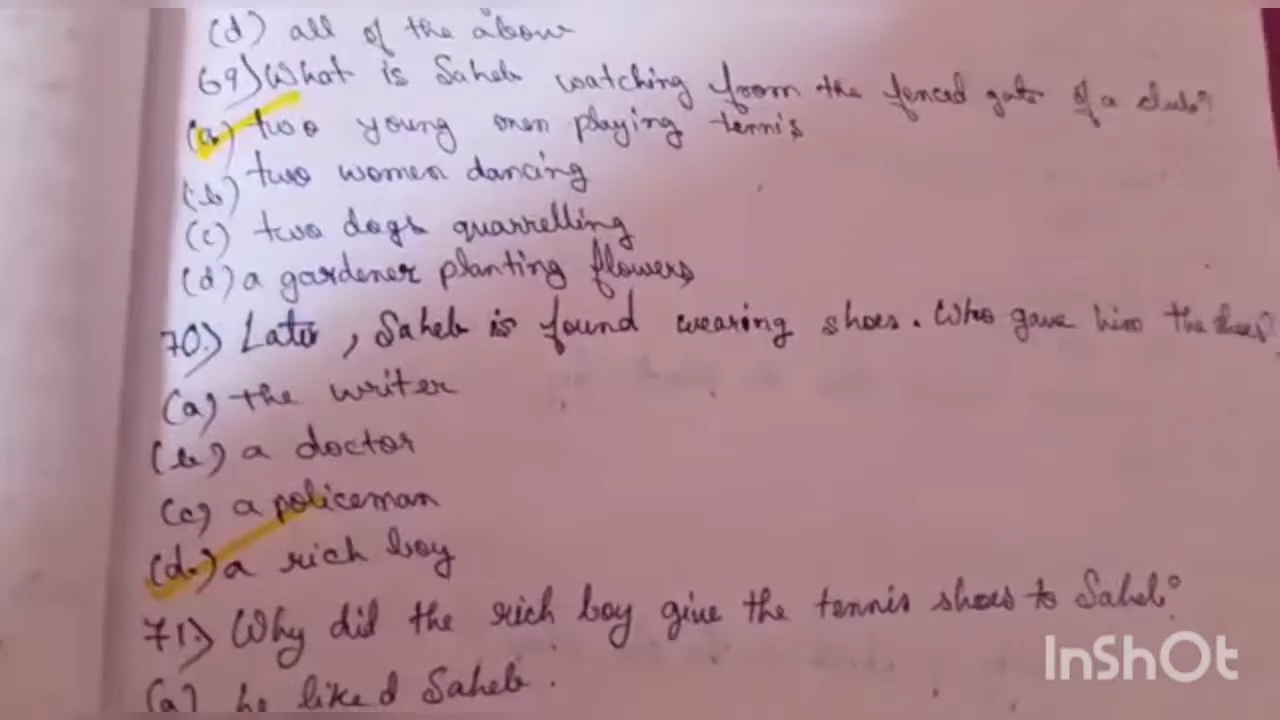 (d) all of the above
69) What is Saheb watching from the fenced gate of a club?
(a) two young men playing tennis
(b) two women dancing
(c) two dogs quarrelling
(d) a gardener planting flowers
70.) Later, Saheb is found wearing shoes. Who gave him the shoes?
(a) the writer
(b) a doctor
(c) a policeman
(d.) a rich boy
71.) Why did the rich boy give the tennis shoes to Saheb?
(a) he liked Saheb.
InShOt